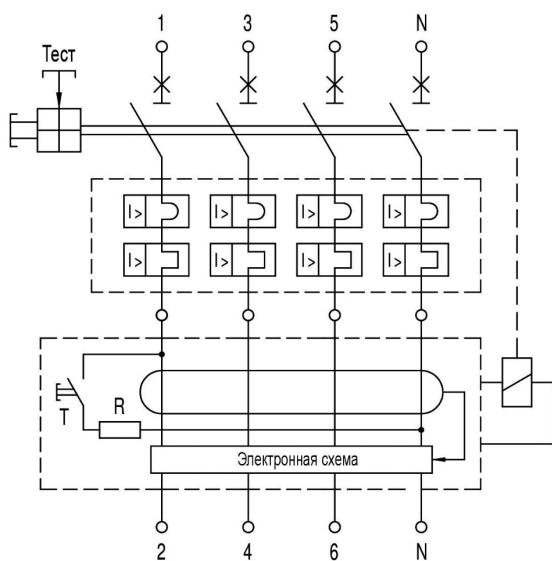 1 3 5 N
Тест
I> I> I> I>
I> I> I> I>
T R
Электронная схема
2 4 6 N